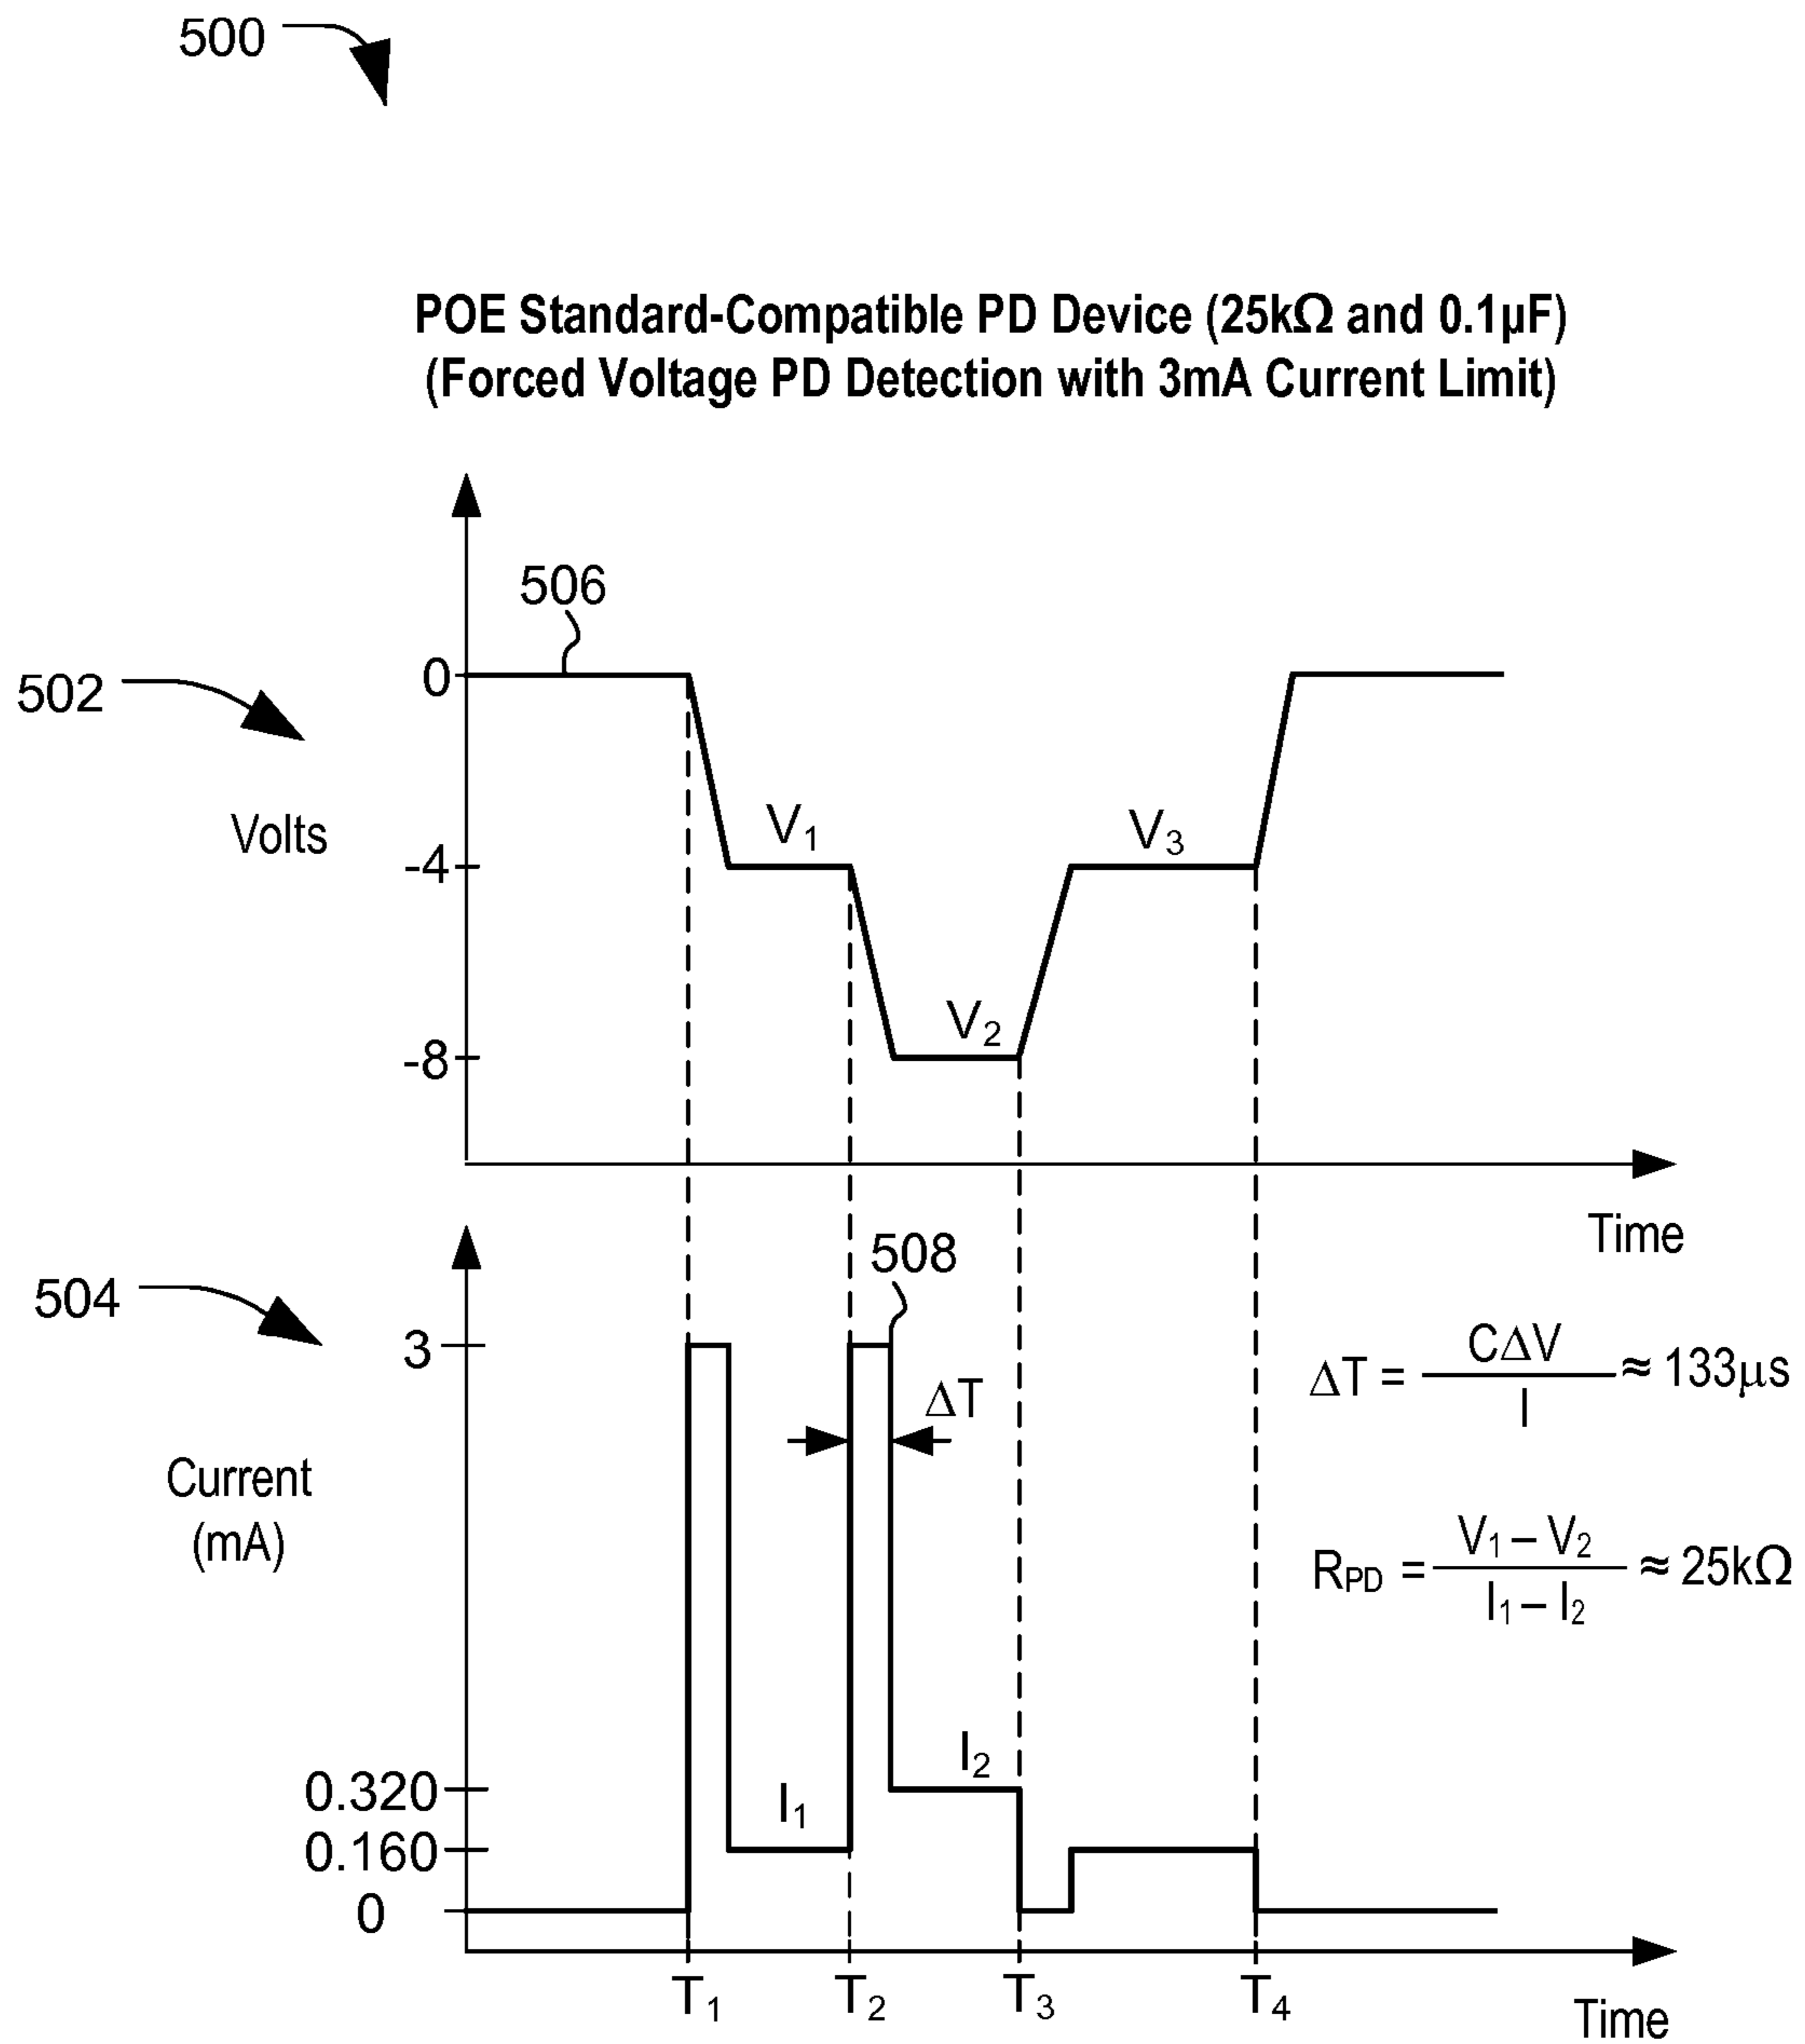 500
POE Standard-Compatible PD Device (25kΩ and 0.1µF)
(Forced Voltage PD Detection with 3mA Current Limit)
506
502
0
Volts
V1
V3
-4
V2
-8
Time
508
504
3
ΔT
ΔT = CΔV / I ≈ 133µs
Current
(mA)
RPD = V1 – V2 / I1 – I2 ≈ 25kΩ
I2
0.320
I1
0.160
0
T1 T2 T3 T4
Time